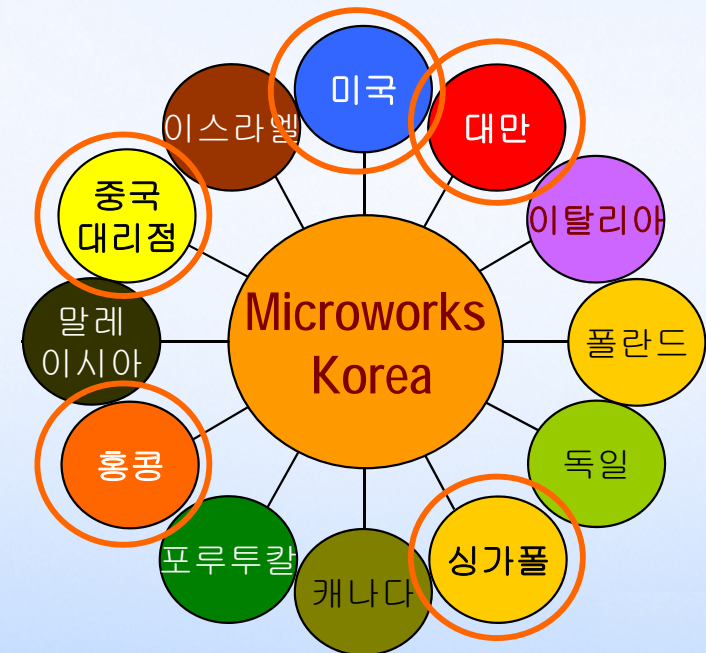 미국
대만
이스라엘
중국
대리점
이탈리아
Microworks
Korea
말레
이시아
폴란드
홍콩
독일
포루투칼
캐나다
싱가폴